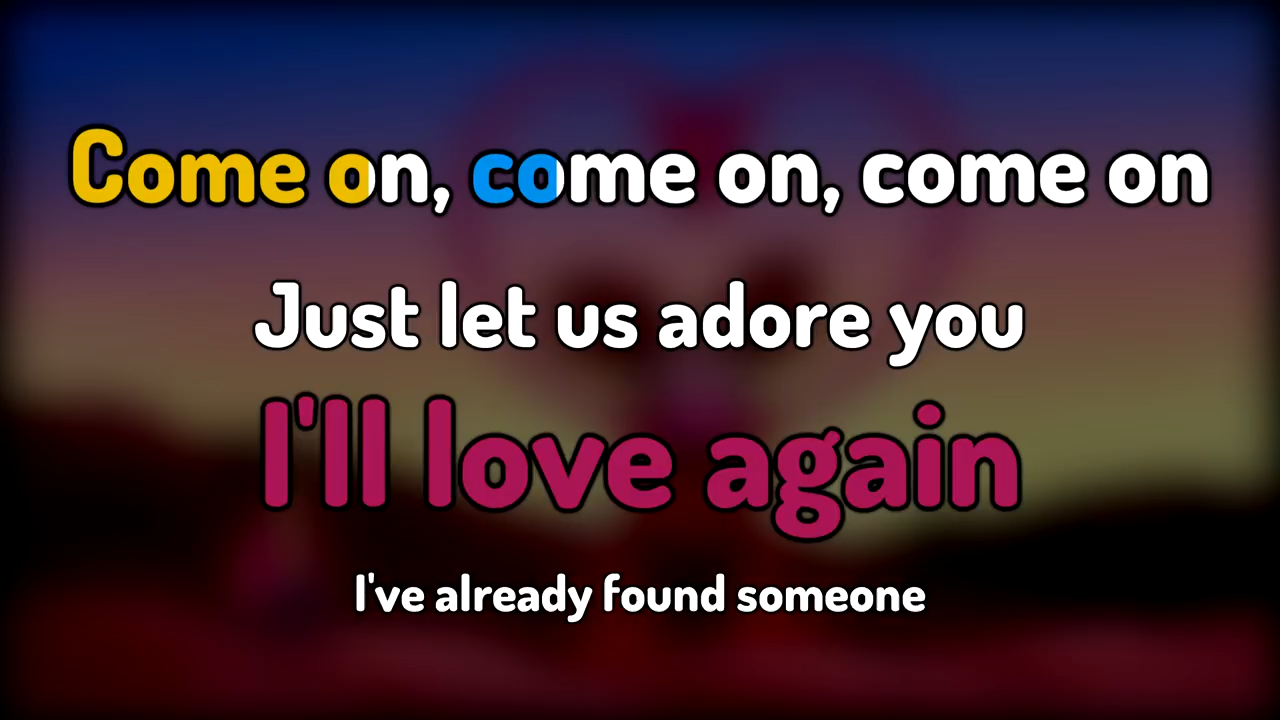 Come on, come on, come on
Just let us adore you
I'll love again
I've already found someone